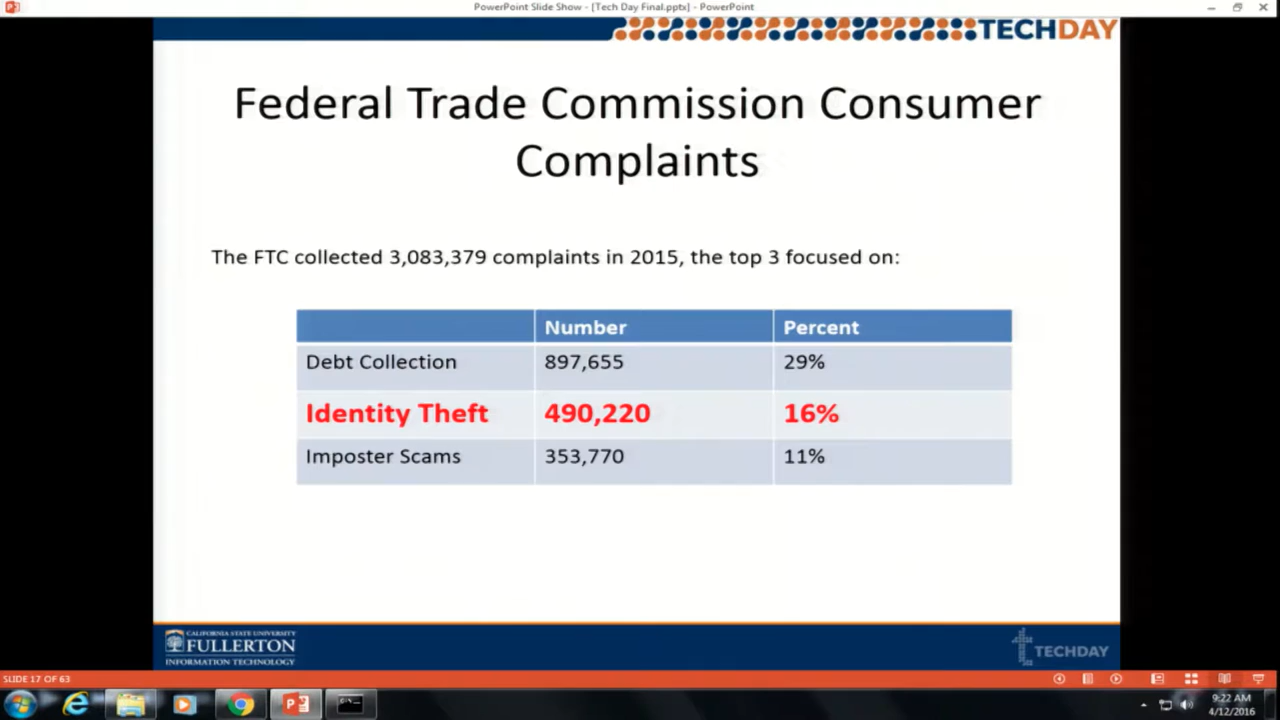 PowerPoint Slide Show - [Tech Day Final.pptx] - PowerPoint
TECHDAY
Federal Trade Commission Consumer
Complaints
The FTC collected 3,083,379 complaints in 2015, the top 3 focused on:
Number Percent
Debt Collection 897,655 29%
Identity Theft 490,220 16%
Imposter Scams 353,770 11%
CALIFORNIA STATE UNIVERSITY
FULLERTON
INFORMATION TECHNOLOGY
TECHDAY
SLIDE 17 OF 63
9:22 AM
4/12/2016